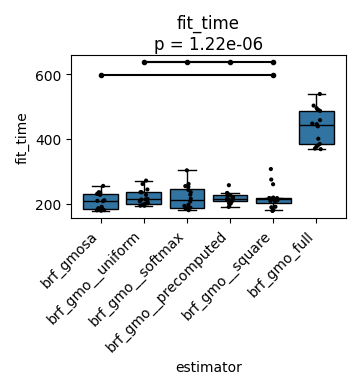 fit_time
p = 1.22e-06
fit_time
600
400
200
brf_gmosa
brf_gmo__uniform
brf_gmo__softmax
brf_gmo__precomputed
brf_gmo__square
brf_gmo_full
estimator